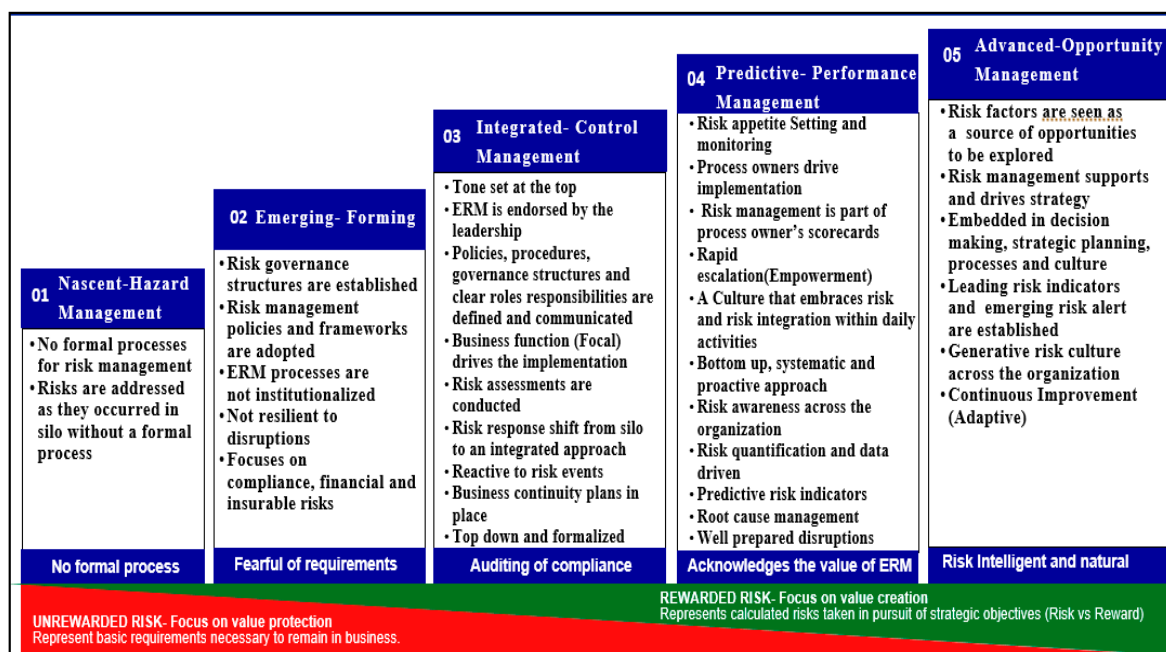 01 Nascent-Hazard
Management
• No formal processes
for risk management
• Risks are addressed
as they occurred in
silo without a formal
process
No formal process
02 Emerging- Forming
• Risk governance
structures are established
• Risk management
policies and frameworks
are adopted
• ERM processes are
not institutionalized
• Not resilient to
disruptions
• Focuses on
compliance, financial and
insurable risks
Fearful of requirements
03 Integrated- Control
Management
• Tone set at the top
• ERM is endorsed by the
leadership
• Policies, procedures,
governance structures and
clear roles responsibilities are
defined and communicated
• Business function (Focal)
drives the implementation
• Risk assessments are
conducted
• Risk response shift from silo
to an integrated approach
• Reactive to risk events
• Business continuity plans in
place
• Top down and formalized
Auditing of compliance
04 Predictive- Performance
Management
• Risk appetite Setting and
monitoring
• Process owners drive
implementation
• Risk management is part of
process owner's scorecards
• Rapid
escalation(Empowerment)
• A Culture that embraces risk
and risk integration within daily
activities
• Bottom up, systematic and
proactive approach
• Risk awareness across the
organization
• Risk quantification and data
driven
• Predictive risk indicators
• Root cause management
• Well prepared disruptions
Acknowledges the value of ERM
05 Advanced-Opportunity
Management
• Risk factors are seen as
a source of opportunities
to be explored
• Risk management supports
and drives strategy
• Embedded in decision
making, strategic planning,
processes and culture
• Leading risk indicators
and emerging risk alert
are established
• Generative risk culture
across the organization
• Continuous Improvement
(Adaptive)
Risk Intelligent and natural
REWARDED RISK- Focus on value creation
Represents calculated risks taken in pursuit of strategic objectives (Risk vs Reward)
UNREWARDED RISK- Focus on value protection
Represent basic requirements necessary to remain in business.